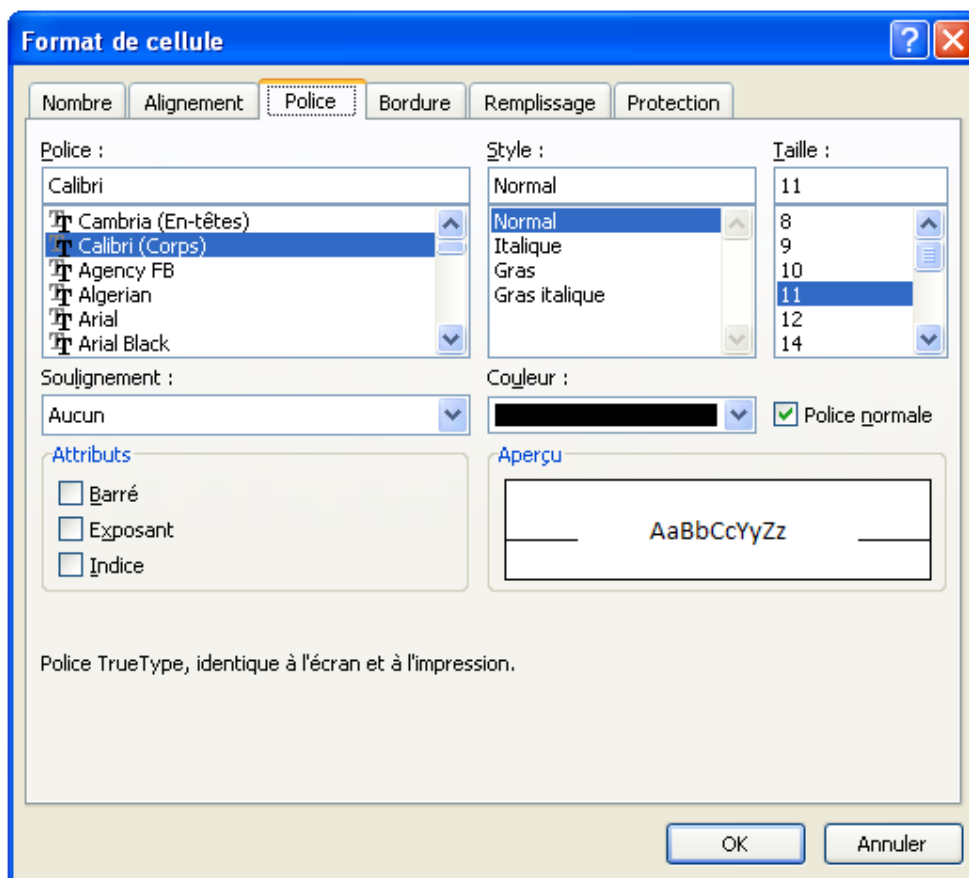 Format de cellule
Nombre Alignement Police Bordure Remplissage Protection
Police : Style : Taille :
Calibri Normal 11
Cambria (En-têtes) Normal 8
Calibri (Corps) Italique 9
Agency FB Gras 10
Algerian Gras italique 11
Arial 12
Arial Black 14
Soulignement : Couleur :
Aucun Police normale
Attributs Aperçu
Barré
Exposant AaBbCcYyZz
Indice
Police TrueType, identique à l'écran et à l'impression.
OK Annuler